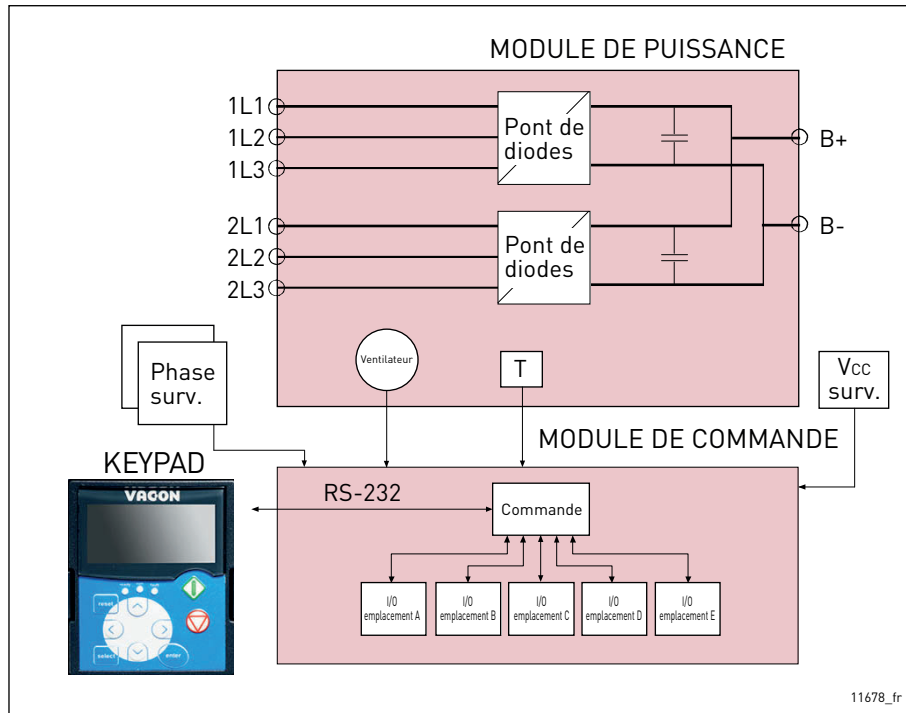 MODULE DE PUISSANCE
1L1
1L2
1L3
Pont de
diodes
B+
2L1
2L2
2L3
Pont de
diodes
B-
Phase
surv.
Ventilateur
T
Vcc
surv.
MODULE DE COMMANDE
KEYPAD
VACON
RS-232
Commande
reset
select
enter
I/O
emplacement A
I/O
emplacement B
I/O
emplacement C
I/O
emplacement D
I/O
emplacement E
11678_fr